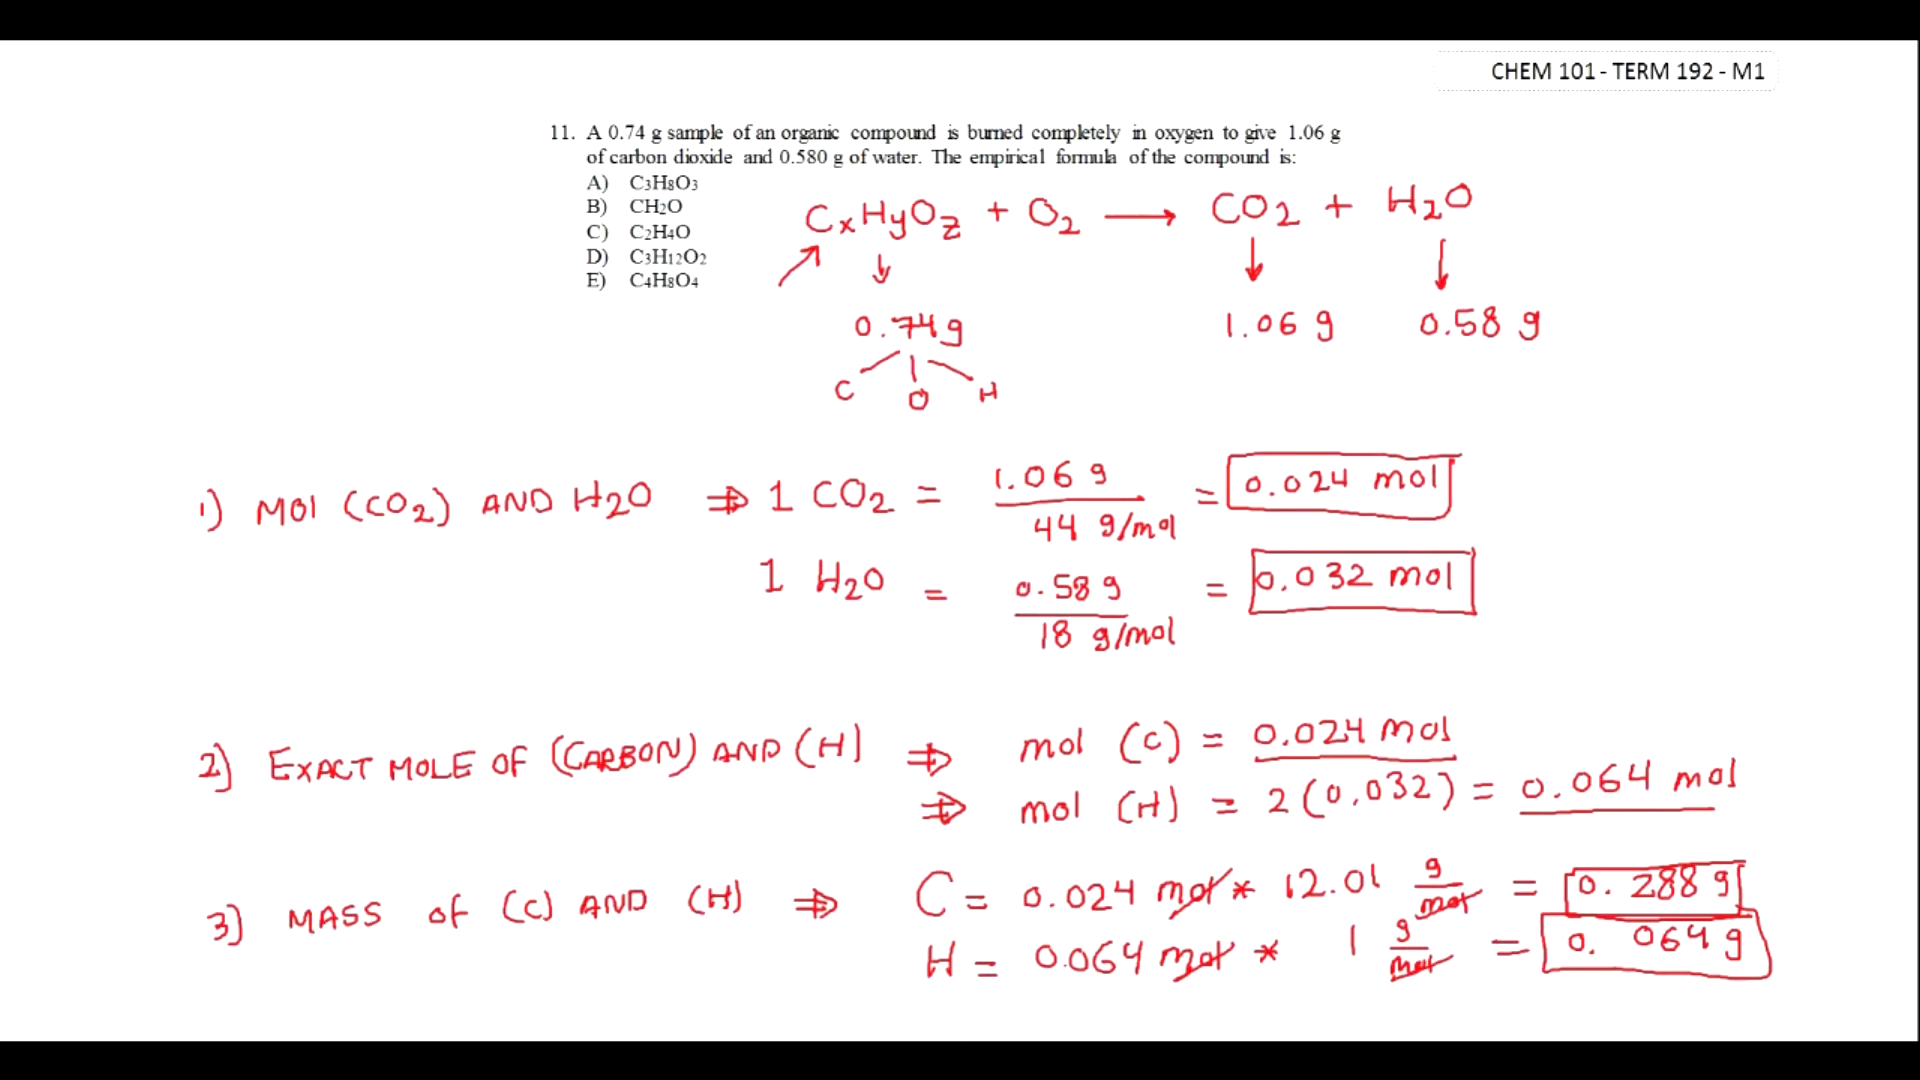 CHEM 101 - TERM 192 - M1
11. A 0.74 g sample of an organic compound is burned completely in oxygen to give 1.06 g
of carbon dioxide and 0.580 g of water. The empirical formula of the compound is:
A) C3H8O3
B) CH2O
C) C2H4O
D) C3H12O2
E) C4H8O4
CxHyOz + O2 → CO2 + H2O
↓ ↓ ↓
0.74g 1.06 g 0.58 g
C O H
1) MOl (CO2) AND H2O ⇒ 1 CO2 = 1.06 g / 44 g/mol = 0.024 mol
1 H2O = 0.58 g / 18 g/mol = 0.032 mol
2) EXACT MOLE OF (CARBON) AND (H) ⇒ mol (C) = 0.024 mol
⇒ mol (H) = 2(0.032) = 0.064 mol
3) MASS of (C) AND (H) ⇒ C = 0.024 mol * 12.01 g/mol = 0.288 g
H = 0.064 mol * 1 g/mol = 0. 064 g